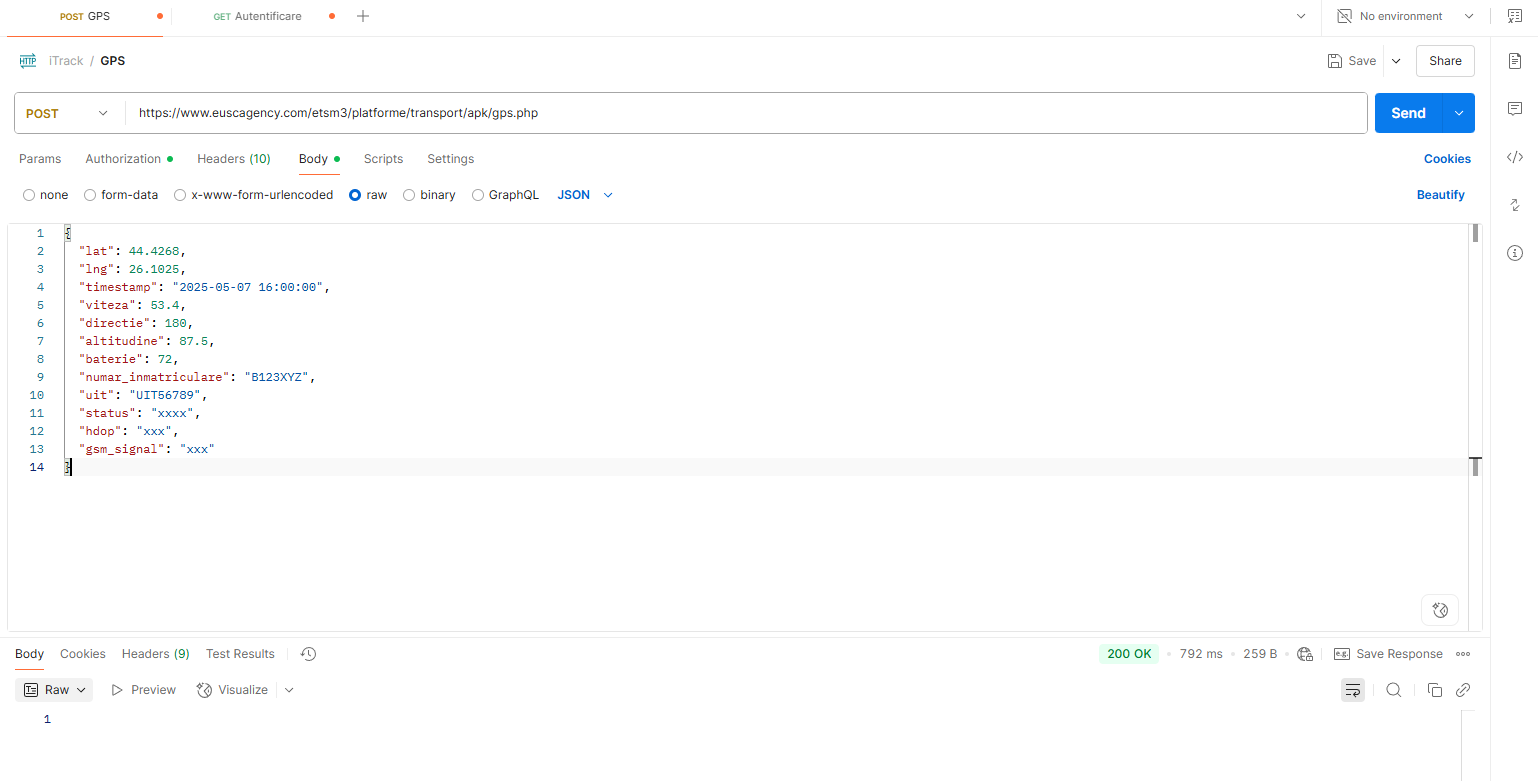 POST GPS
GET Autentificare
No environment
HTTP iTrack / GPS
Save
Share
POST
https://www.euscagency.com/etsm3/platforme/transport/apk/gps.php
Send
Params Authorization Headers (10) Body Scripts Settings
Cookies
none form-data x-www-form-urlencoded raw binary GraphQL JSON
Beautify
1 {
2 "lat": 44.4268,
3 "lng": 26.1025,
4 "timestamp": "2025-05-07 16:00:00",
5 "viteza": 53.4,
6 "directie": 180,
7 "altitudine": 87.5,
8 "baterie": 72,
9 "numar_inmatriculare": "B123XYZ",
10 "uit": "UIT56789",
11 "status": "xxxx",
12 "hdop": "xxx",
13 "gsm_signal": "xxx"
14 }
Body Cookies Headers (9) Test Results
200 OK • 792 ms • 259 B • e.g. Save Response
Raw Preview Visualize
1